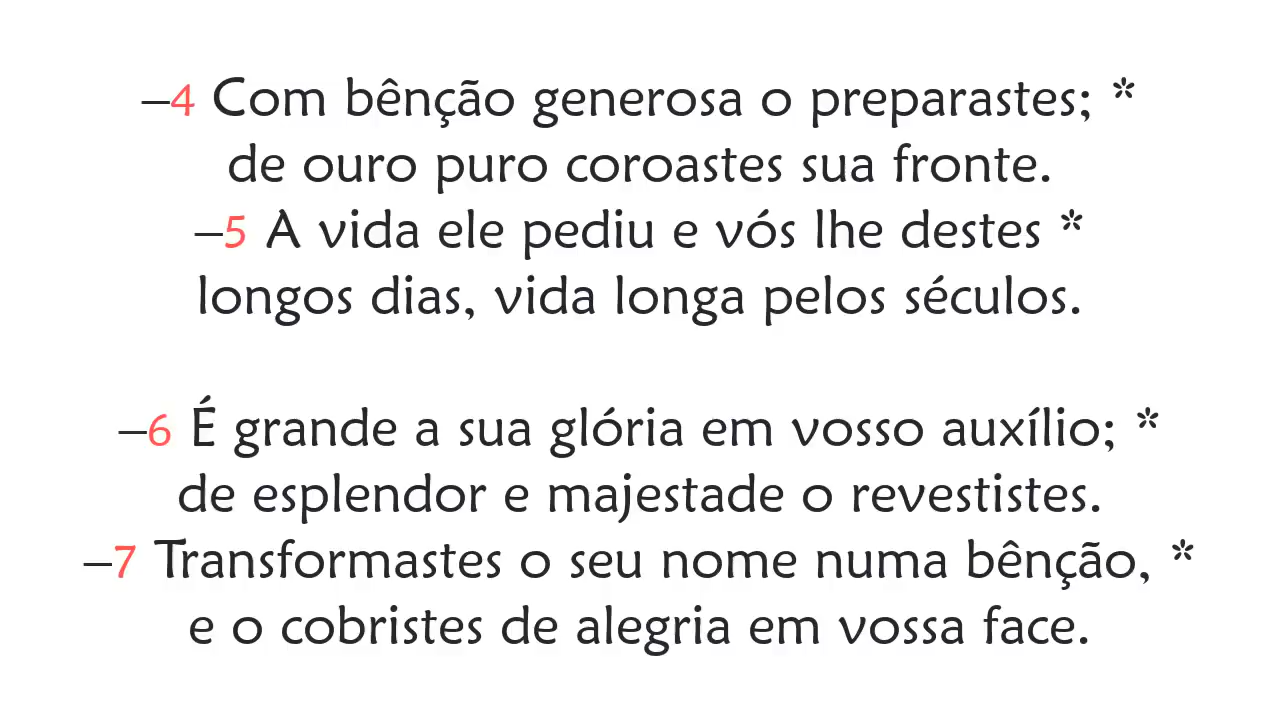 –4 Com bênção generosa o preparastes; *
de ouro puro coroastes sua fronte.
–5 A vida ele pediu e vós lhe destes *
longos dias, vida longa pelos séculos.
–6 É grande a sua glória em vosso auxílio; *
de esplendor e majestade o revestistes.
–7 Transformastes o seu nome numa bênção, *
e o cobristes de alegria em vossa face.